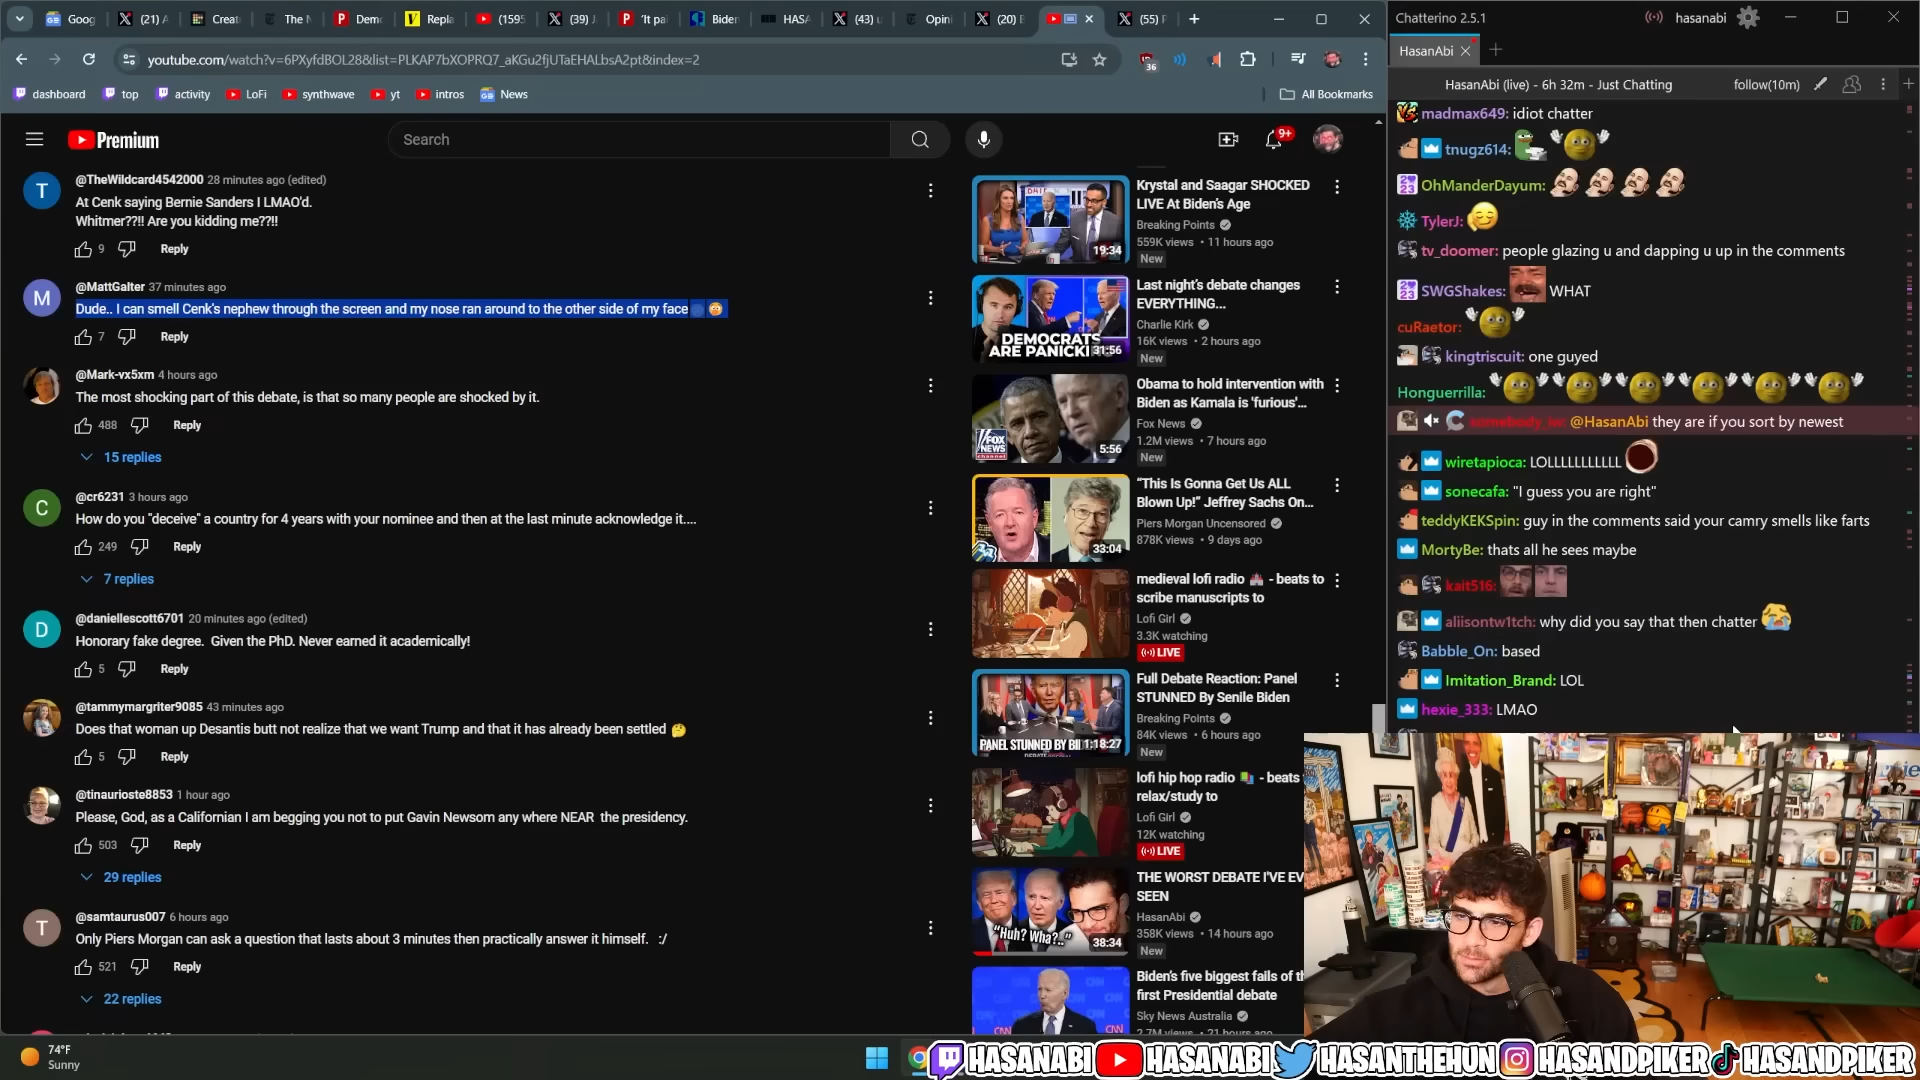 Goog
(21) A
Creat
The N
Demo
Repla
(1595
(39) J
'It pai
Biden
HASA
(43) u
Opini
(20) B
(55) P
youtube.com/watch?v=6PXyfdBOL28&list=PLKAP7bXOPRQ7_aKGu2fjUTaEHALbsA2pt&index=2
36
dashboard
top
activity
LoFi
synthwave
yt
intros
News
All Bookmarks
Premium
Search
9+
@TheWildcard4542000 28 minutes ago (edited)
At Cenk saying Bernie Sanders I LMAO'd.
Whitmer??!! Are you kidding me??!!
9 Reply
@MattGalter 37 minutes ago
Dude.. I can smell Cenk's nephew through the screen and my nose ran around to the other side of my face
7 Reply
@Mark-vx5xm 4 hours ago
The most shocking part of this debate, is that so many people are shocked by it.
488 Reply
15 replies
@cr6231 3 hours ago
How do you "deceive" a country for 4 years with your nominee and then at the last minute acknowledge it....
249 Reply
7 replies
@daniellescott6701 20 minutes ago (edited)
Honorary fake degree. Given the PhD. Never earned it academically!
5 Reply
@tammymargriter9085 43 minutes ago
Does that woman up Desantis butt not realize that we want Trump and that it has already been settled
5 Reply
@tinaurioste8853 1 hour ago
Please, God, as a Californian I am begging you not to put Gavin Newsom any where NEAR the presidency.
503 Reply
29 replies
@samtaurus007 6 hours ago
Only Piers Morgan can ask a question that lasts about 3 minutes then practically answer it himself. :/
521 Reply
22 replies
T
M
C
D
T
Krystal and Saagar SHOCKED
LIVE At Biden's Age
Breaking Points
559K views • 11 hours ago
New
19:34
Last night's debate changes
EVERYTHING...
Charlie Kirk
16K views • 2 hours ago
New
DEMOCRATS
ARE PANICKI
31:56
Obama to hold intervention with
Biden as Kamala is 'furious'...
Fox News
1.2M views • 7 hours ago
New
FOX
NEWS
channel
5:56
"This Is Gonna Get Us ALL
Blown Up!" Jeffrey Sachs On...
Piers Morgan Uncensored
878K views • 9 days ago
33:04
medieval lofi radio - beats to
scribe manuscripts to
Lofi Girl
3.3K watching
LIVE
Full Debate Reaction: Panel
STUNNED By Senile Biden
Breaking Points
84K views • 6 hours ago
New
PANEL STUNNED BY BI
1:18:27
lofi hip hop radio - beats
relax/study to
Lofi Girl
12K watching
LIVE
THE WORST DEBATE I'VE EV
SEEN
HasanAbi
358K views • 14 hours ago
New
"Huh? Wha?.."
38:34
Biden's five biggest fails of th
first Presidential debate
Sky News Australia
2.7M views • 21 hours ago
CNN
Chatterino 2.5.1
hasanabi
HasanAbi
HasanAbi (live) - 6h 32m - Just Chatting
follow(10m)
madmax649: idiot chatter
tnugz614:
OhManderDayum:
TylerJ:
tv_doomer: people glazing u and dapping u up in the comments
SWGShakes: WHAT
cuRaetor:
kingtriscuit: one guyed
Honguerrilla:
somebody_iw: @HasanAbi they are if you sort by newest
wiretapioca: LOLLLLLLLLLL
sonecafa: "I guess you are right"
teddyKEKSpin: guy in the comments said your camry smells like farts
MortyBe: thats all he sees maybe
kait516:
aliisontw1tch: why did you say that then chatter
Babble_On: based
Imitation_Brand: LOL
hexie_333: LMAO
74°F
Sunny
HASANABI
HASANABI
HASANTHEHUN
HASANDPIKER
HASANDPIKER